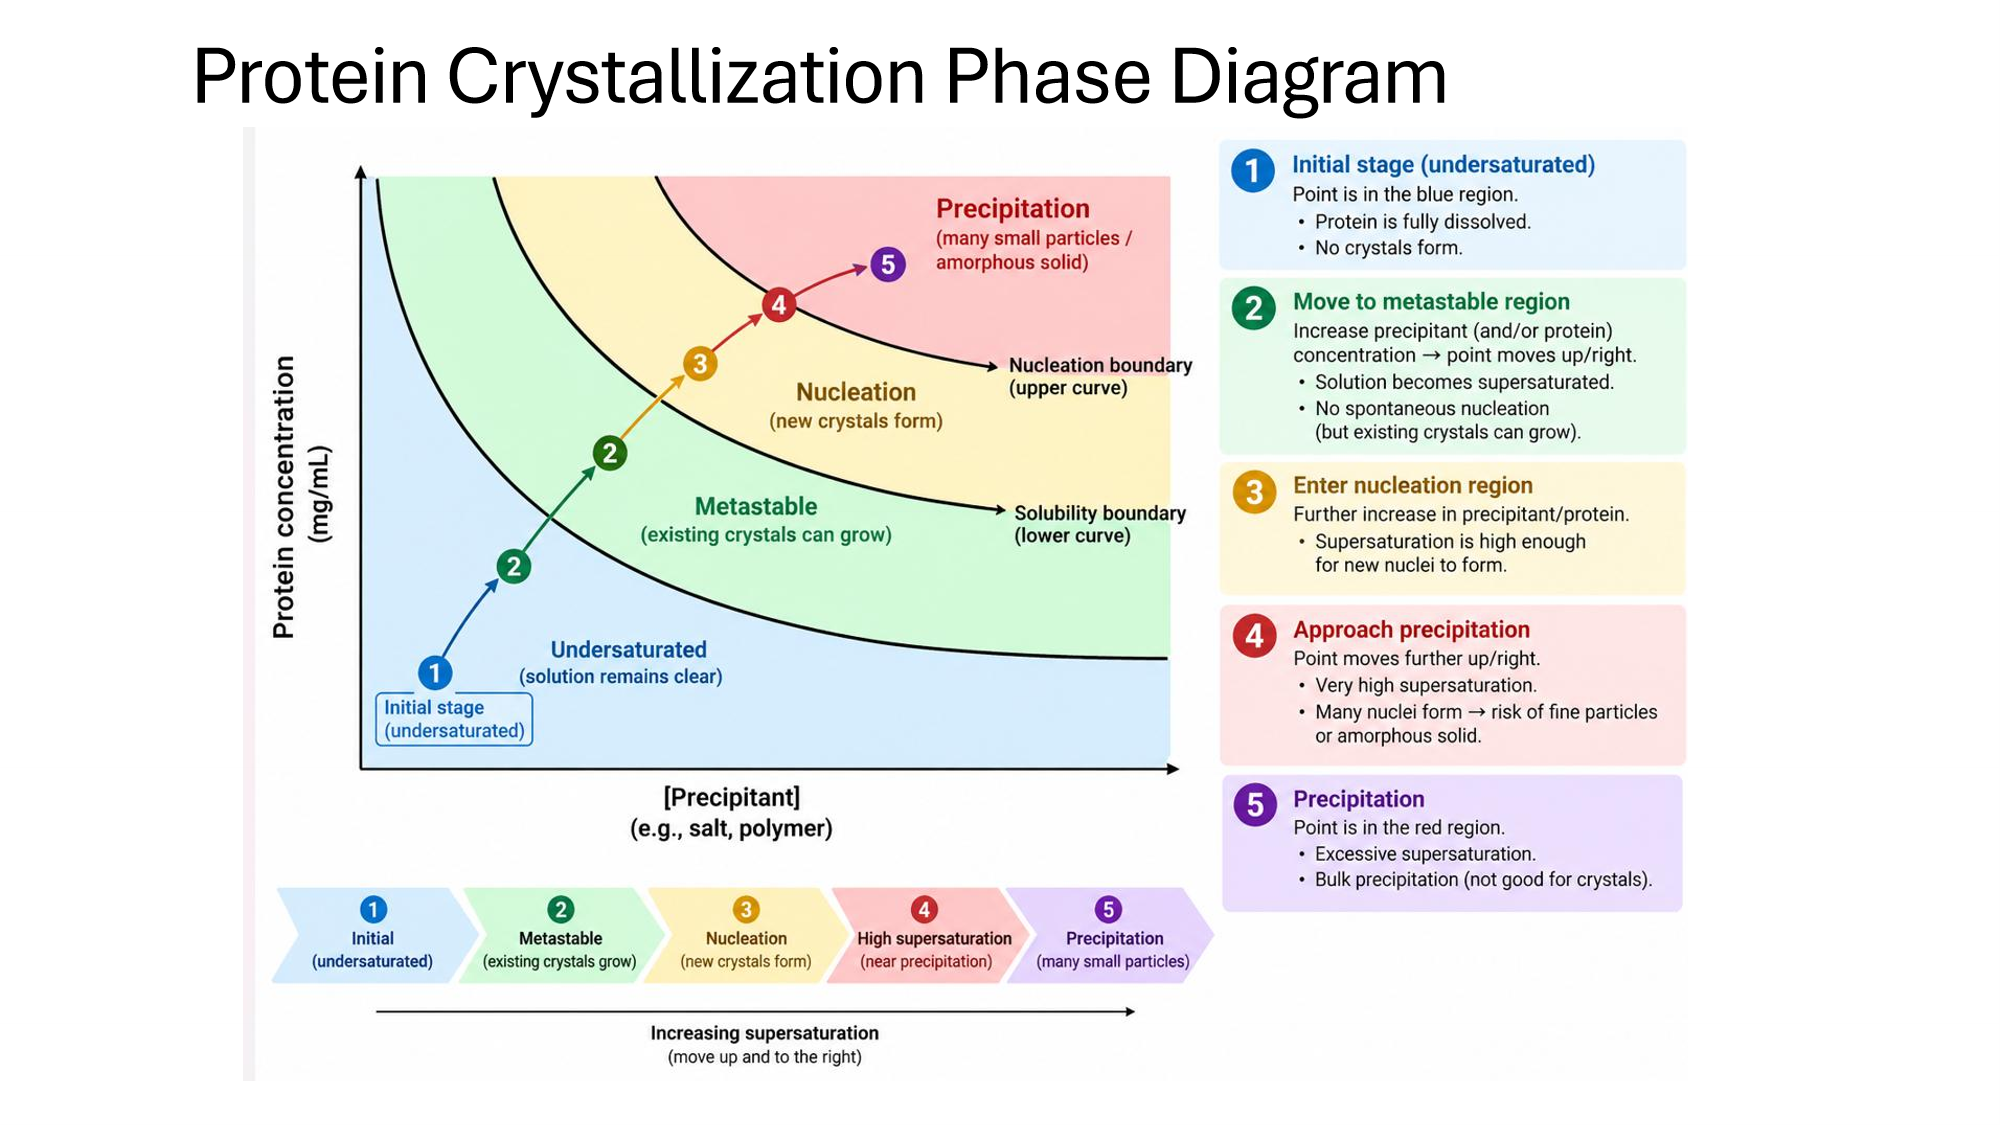 Protein Crystallization Phase Diagram
Protein concentration
(mg/mL)
Precipitation
(many small particles /
amorphous solid)
5
4
3
2
2
1
Nucleation boundary
(upper curve)
Nucleation
(new crystals form)
Solubility boundary
(lower curve)
Metastable
(existing crystals can grow)
Undersaturated
(solution remains clear)
Initial stage
(undersaturated)
[Precipitant]
(e.g., salt, polymer)
1
Initial stage (undersaturated)
Point is in the blue region.
• Protein is fully dissolved.
• No crystals form.
2
Move to metastable region
Increase precipitant (and/or protein)
concentration → point moves up/right.
• Solution becomes supersaturated.
• No spontaneous nucleation
(but existing crystals can grow).
3
Enter nucleation region
Further increase in precipitant/protein.
• Supersaturation is high enough
for new nuclei to form.
4
Approach precipitation
Point moves further up/right.
• Very high supersaturation.
• Many nuclei form → risk of fine particles
or amorphous solid.
5
Precipitation
Point is in the red region.
• Excessive supersaturation.
• Bulk precipitation (not good for crystals).
1
Initial
(undersaturated)
2
Metastable
(existing crystals grow)
3
Nucleation
(new crystals form)
4
High supersaturation
(near precipitation)
5
Precipitation
(many small particles)
Increasing supersaturation
(move up and to the right)